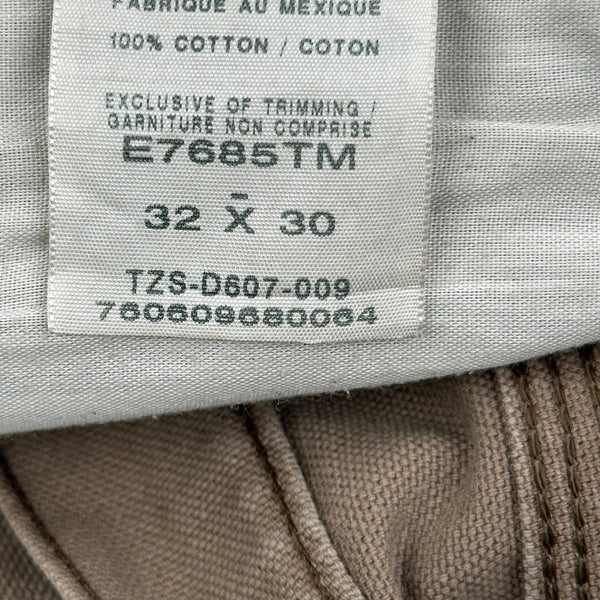 FABRIQUE AU MEXIQUE
100% COTTON / COTON
EXCLUSIVE OF TRIMMING /
GARNITURE NON COMPRISE
E7685TM
-
32 X 30
TZS-D607-009
760609680064